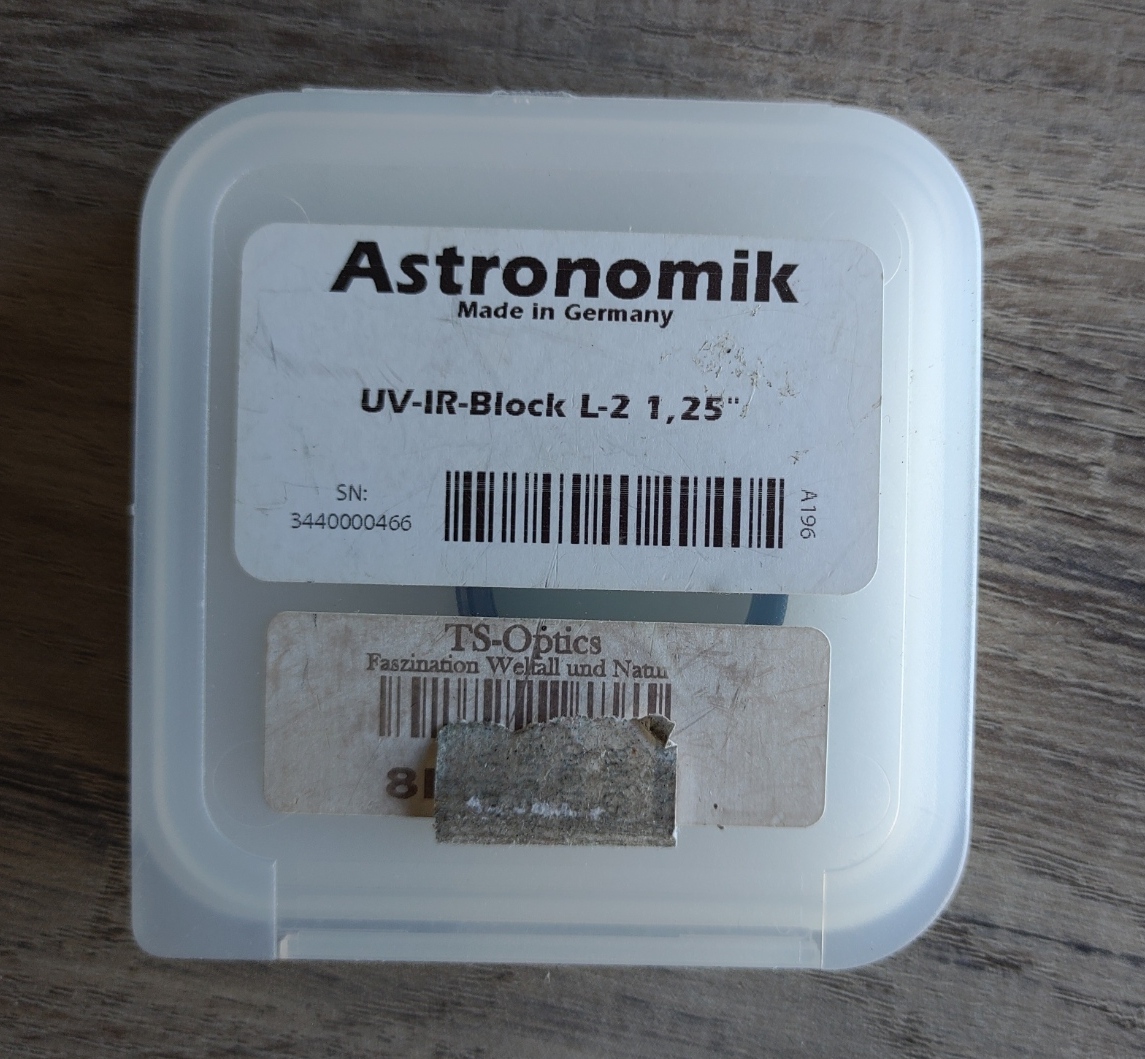 Astronomik
Made in Germany
UV-IR-Block L-2 1,25"
SN:
3440000466
A196
TS-Optics
Faszination Weltall und Natur